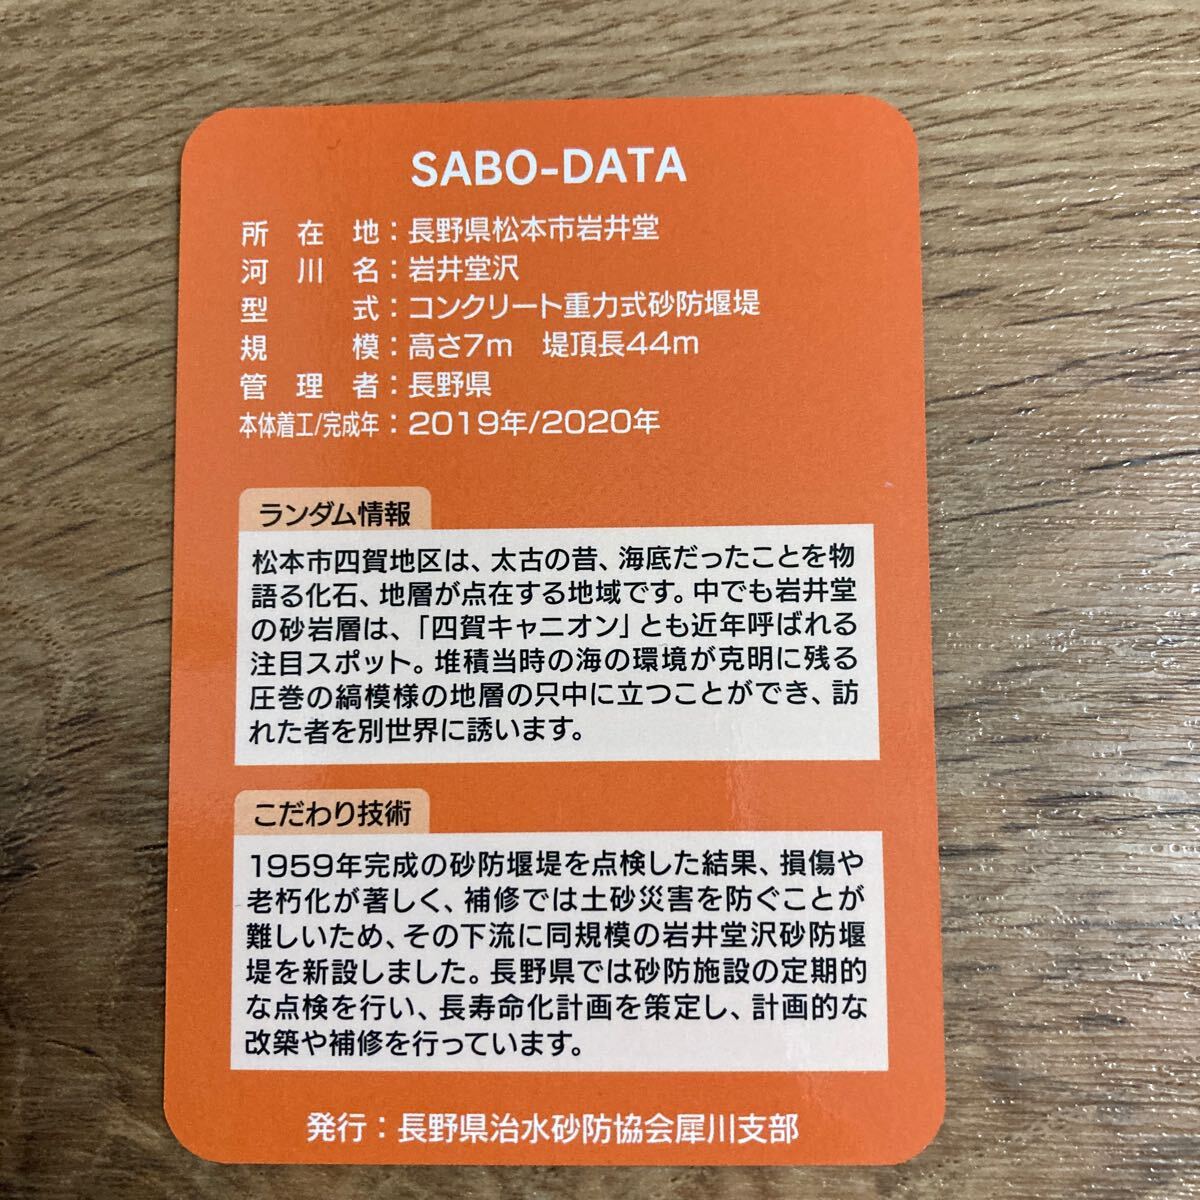 SABO-DATA
所在地：長野県松本市岩井堂
河川名：岩井堂沢
型式：コンクリート重力式砂防堰堤
規模：高さ7m　堤頂長44m
管理者：長野県
本体着工/完成年：2019年/2020年
ランダム情報
松本市四賀地区は、太古の昔、海底だったことを物
語る化石、地層が点在する地域です。中でも岩井堂
の砂岩層は、「四賀キャニオン」とも近年呼ばれる
注目スポット。堆積当時の海の環境が克明に残る
圧巻の縞模様の地層の只中に立つことができ、訪
れた者を別世界に誘います。
こだわり技術
1959年完成の砂防堰堤を点検した結果、損傷や
老朽化が著しく、補修では土砂災害を防ぐことが
難しいため、その下流に同規模の岩井堂沢砂防堰
堤を新設しました。長野県では砂防施設の定期的
な点検を行い、長寿命化計画を策定し、計画的な
改築や補修を行っています。
発行：長野県治水砂防協会犀川支部